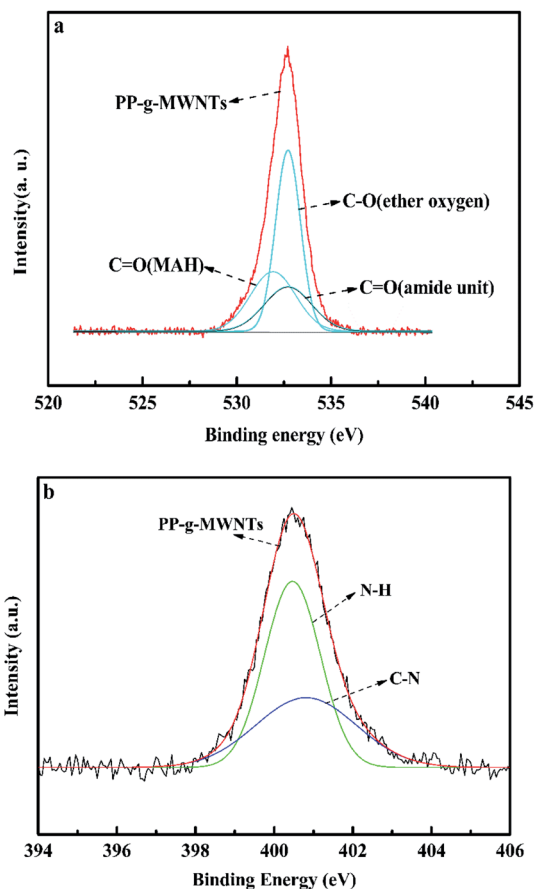 a
PP-g-MWNTs
C-O(ether oxygen)
C=O(MAH)
C=O(amide unit)
Intensity(a. u.)
520 525 530 535 540 545
Binding energy (eV)
b
PP-g-MWNTs
N-H
C-N
Intensity (a.u.)
394 396 398 400 402 404 406
Binding Energy (eV)